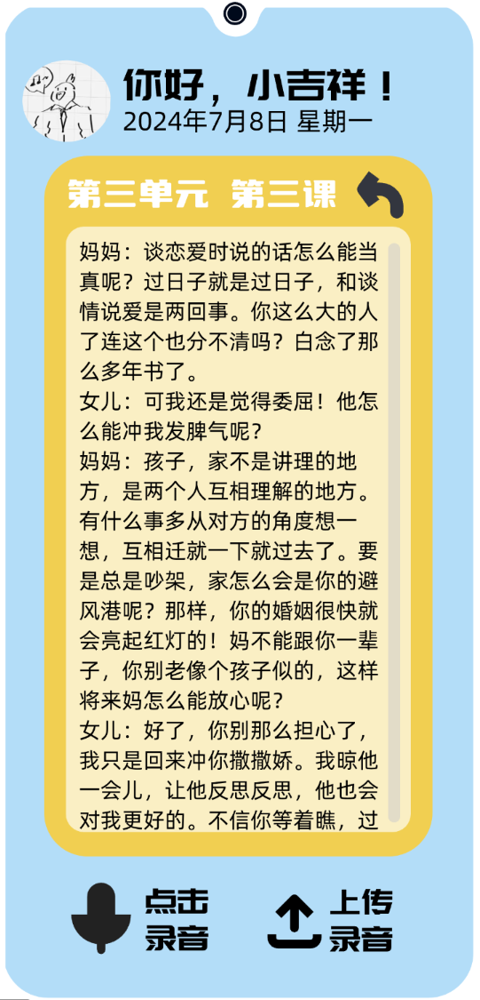 你好，小吉祥！
2024年7月8日 星期一
第三单元 第三课
妈妈：谈恋爱时说的话怎么能当
真呢？过日子就是过日子，和谈
情说爱是两回事。你这么大的人
了连这个也分不清吗？白念了那
么多年书了。
女儿：可我还是觉得委屈！他怎
么能冲我发脾气呢？
妈妈：孩子，家不是讲理的地
方，是两个人互相理解的地方。
有什么事多从对方的角度想一
想，互相迁就一下就过去了。要
是总是吵架，家怎么会是你的避
风港呢？那样，你的婚姻很快就
会亮起红灯的！妈不能跟你一辈
子，你别老像个孩子似的，这样
将来妈怎么能放心呢？
女儿：好了，你别那么担心了，
我只是回来冲你撒撒娇。我晾他
一会儿，让他反思反思，他也会
对我更好的。不信你等着瞧，过
点击
录音
上传
录音